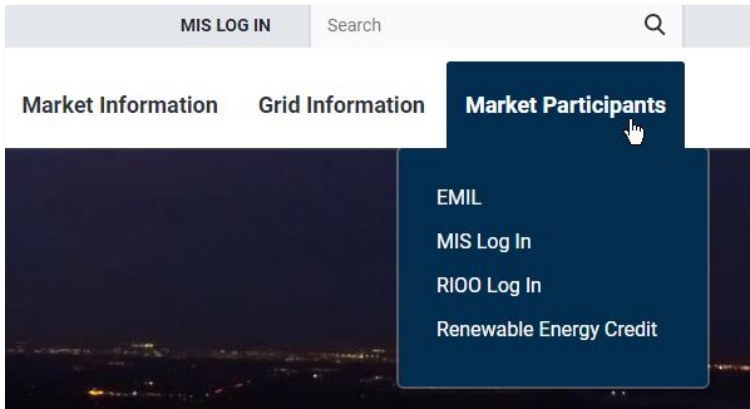 MIS LOG IN Search
Market Information Grid Information Market Participants
EMIL
MIS Log In
RIOO Log In
Renewable Energy Credit